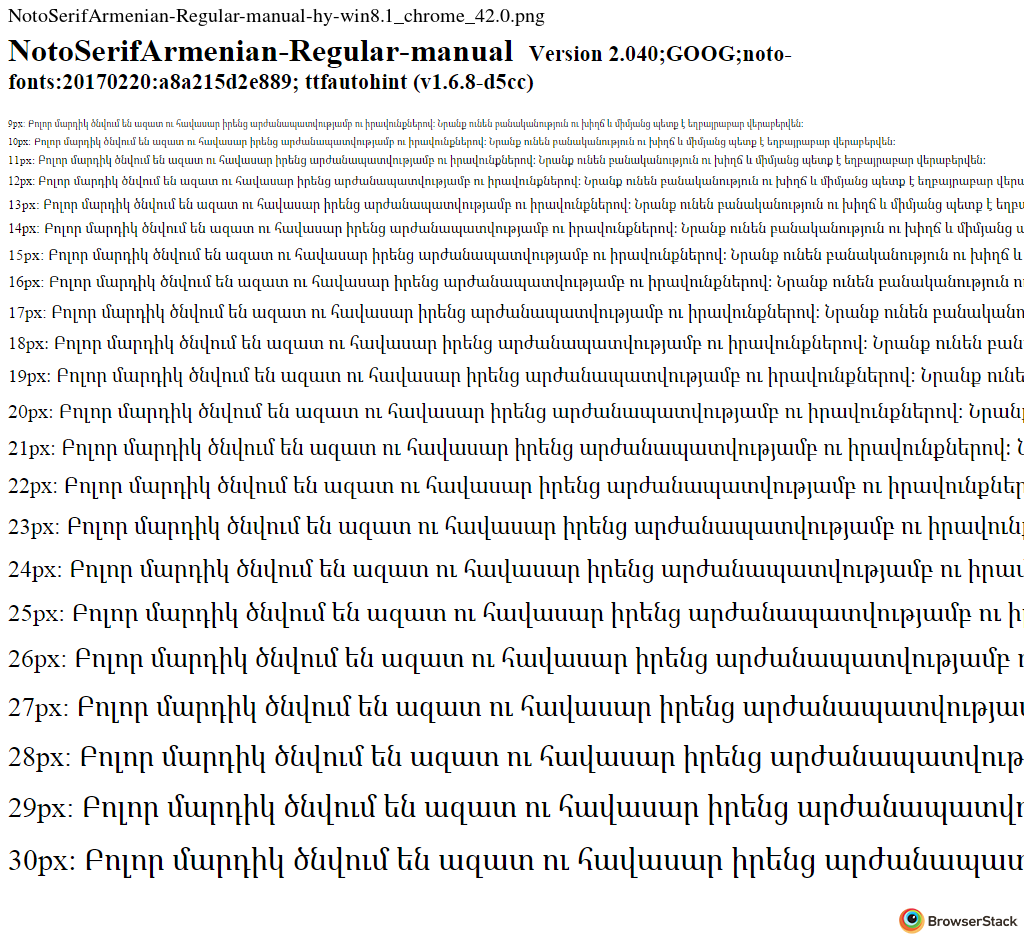 NotoSerifArmenian-Regular-manual-hy-win8.1_chrome_42.0.png
NotoSerifArmenian-Regular-manual Version 2.040;GOOG;noto-
fonts:20170220:a8a215d2e889; ttfautohint (v1.6.8-d5cc)
9px: Բոլոր մարդիկ ծնվում են ազատ ու հավասար իրենց արժանապատվությամբ ու իրավունքներով։ Նրանք ունեն բանականություն ու խիղճ և միմյանց պետք է եղբայրաբար վերաբերվեն։
10px: Բոլոր մարդիկ ծնվում են ազատ ու հավասար իրենց արժանապատվությամբ ու իրավունքներով։ Նրանք ունեն բանականություն ու խիղճ և միմյանց պետք է եղբայրաբար վերաբերվեն։
11px: Բոլոր մարդիկ ծնվում են ազատ ու հավասար իրենց արժանապատվությամբ ու իրավունքներով։ Նրանք ունեն բանականություն ու խիղճ և միմյանց պետք է եղբայրաբար վերաբերվեն։
12px: Բոլոր մարդիկ ծնվում են ազատ ու հավասար իրենց արժանապատվությամբ ու իրավունքներով։ Նրանք ունեն բանականություն ու խիղճ և միմյանց պետք է եղբայրաբար վերա
13px: Բոլոր մարդիկ ծնվում են ազատ ու հավասար իրենց արժանապատվությամբ ու իրավունքներով։ Նրանք ունեն բանականություն ու խիղճ և միմյանց պետք է եղբա
14px: Բոլոր մարդիկ ծնվում են ազատ ու հավասար իրենց արժանապատվությամբ ու իրավունքներով։ Նրանք ունեն բանականություն ու խիղճ և միմյանց պ
15px: Բոլոր մարդիկ ծնվում են ազատ ու հավասար իրենց արժանապատվությամբ ու իրավունքներով։ Նրանք ունեն բանականություն ու խիղճ և
16px: Բոլոր մարդիկ ծնվում են ազատ ու հավասար իրենց արժանապատվությամբ ու իրավունքներով։ Նրանք ունեն բանականություն ու
17px: Բոլոր մարդիկ ծնվում են ազատ ու հավասար իրենց արժանապատվությամբ ու իրավունքներով։ Նրանք ունեն բանականո
18px: Բոլոր մարդիկ ծնվում են ազատ ու հավասար իրենց արժանապատվությամբ ու իրավունքներով։ Նրանք ունեն բան
19px: Բոլոր մարդիկ ծնվում են ազատ ու հավասար իրենց արժանապատվությամբ ու իրավունքներով։ Նրանք ունե
20px: Բոլոր մարդիկ ծնվում են ազատ ու հավասար իրենց արժանապատվությամբ ու իրավունքներով։ Նրան
21px: Բոլոր մարդիկ ծնվում են ազատ ու հավասար իրենց արժանապատվությամբ ու իրավունքներով։
22px: Բոլոր մարդիկ ծնվում են ազատ ու հավասար իրենց արժանապատվությամբ ու իրավունքներ
23px: Բոլոր մարդիկ ծնվում են ազատ ու հավասար իրենց արժանապատվությամբ ու իրավունք
24px: Բոլոր մարդիկ ծնվում են ազատ ու հավասար իրենց արժանապատվությամբ ու իրավ
25px: Բոլոր մարդիկ ծնվում են ազատ ու հավասար իրենց արժանապատվությամբ ու իր
26px: Բոլոր մարդիկ ծնվում են ազատ ու հավասար իրենց արժանապատվությամբ
27px: Բոլոր մարդիկ ծնվում են ազատ ու հավասար իրենց արժանապատվությամ
28px: Բոլոր մարդիկ ծնվում են ազատ ու հավասար իրենց արժանապատվութ
29px: Բոլոր մարդիկ ծնվում են ազատ ու հավասար իրենց արժանապատվո
30px: Բոլոր մարդիկ ծնվում են ազատ ու հավասար իրենց արժանապատ
BrowserStack